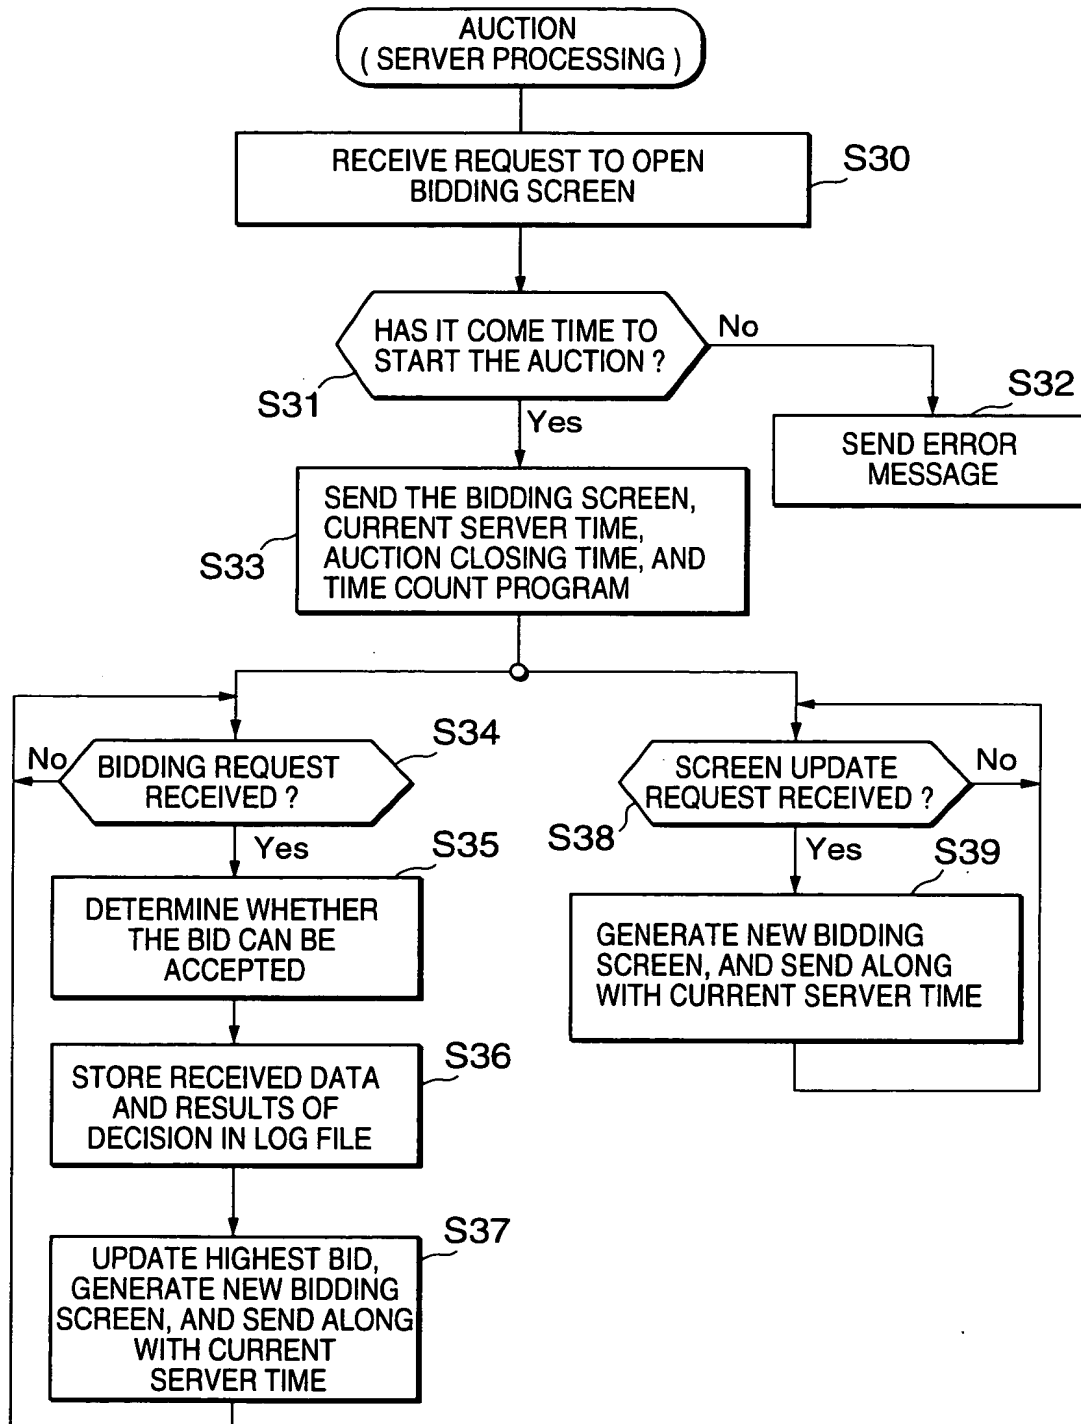 AUCTION
( SERVER PROCESSING )
RECEIVE REQUEST TO OPEN
BIDDING SCREEN
S30
HAS IT COME TIME TO
START THE AUCTION ?
S31
No
Yes
S32
SEND ERROR
MESSAGE
SEND THE BIDDING SCREEN,
CURRENT SERVER TIME,
AUCTION CLOSING TIME, AND
TIME COUNT PROGRAM
S33
S34
No
BIDDING REQUEST
RECEIVED ?
Yes
S35
DETERMINE WHETHER
THE BID CAN BE
ACCEPTED
S36
STORE RECEIVED DATA
AND RESULTS OF
DECISION IN LOG FILE
S37
UPDATE HIGHEST BID,
GENERATE NEW BIDDING
SCREEN, AND SEND ALONG
WITH CURRENT
SERVER TIME
SCREEN UPDATE
REQUEST RECEIVED ?
No
S38
Yes
S39
GENERATE NEW BIDDING
SCREEN, AND SEND ALONG
WITH CURRENT SERVER TIME